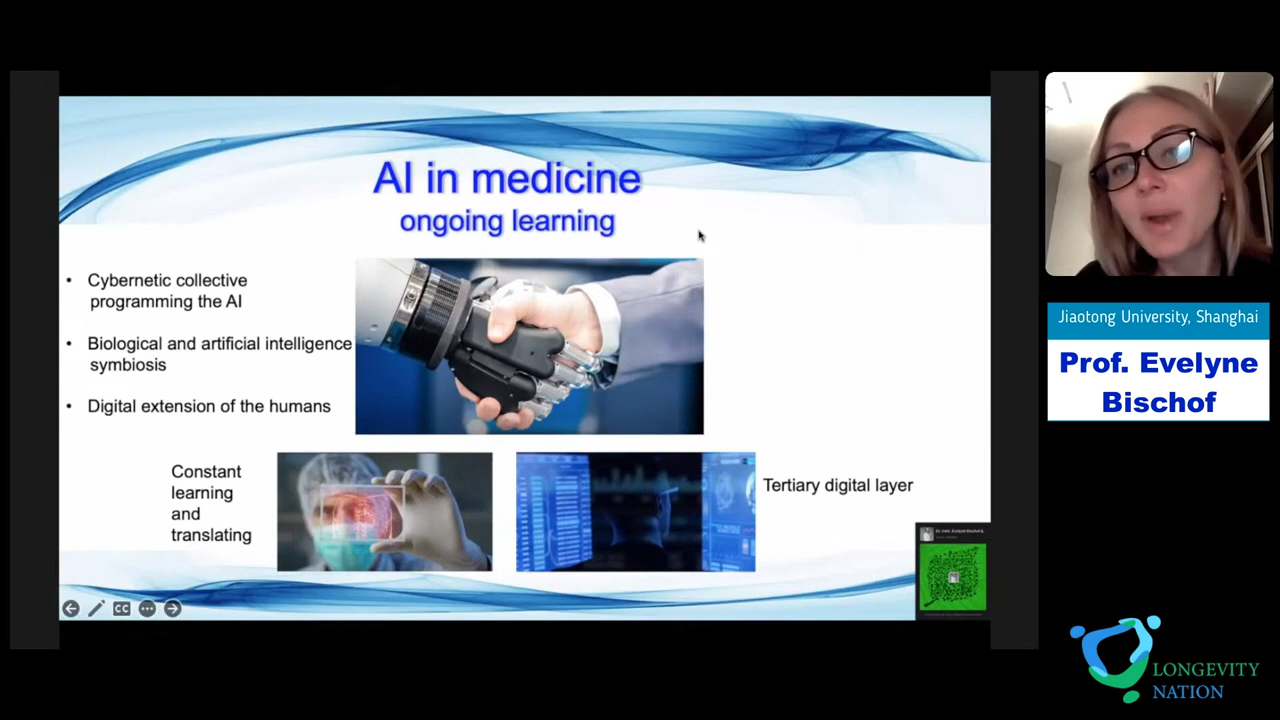 AI in medicine
ongoing learning
• Cybernetic collective
programming the AI
• Biological and artificial intelligence
symbiosis
• Digital extension of the humans
Constant
learning
and
translating
Tertiary digital layer
CC
Jiaotong University, Shanghai
Prof. Evelyne
Bischof
LONGEVITY
NATION